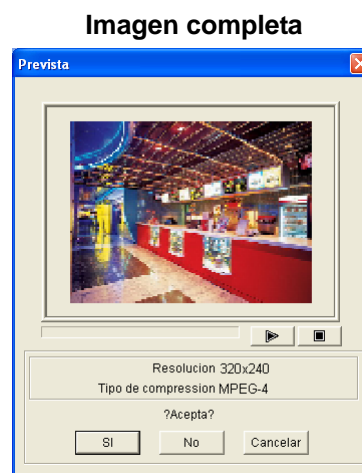 Imagen completa
Prevista
Resolucion 320x240
Tipo de compression MPEG-4
?Acepta?
SI
No
Cancelar